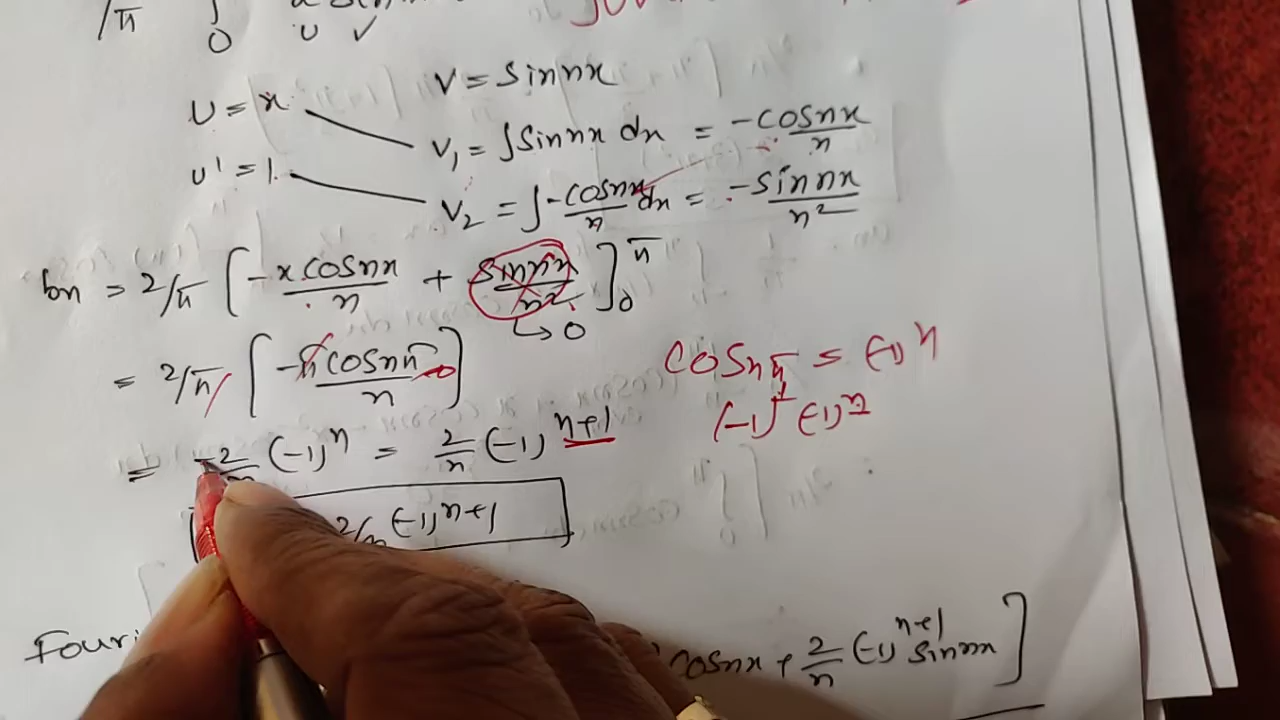 /π ∫
0 u v
v = sin nx
u = x
v₁ = ∫ sin nx dx = -cos nx/n
u' = 1
v₂ = ∫ -cos nx/n dx = -sin nx/n²
bn = 2/π [ -x cos nx/n + sin nx/n² ]₀^π
↳ 0
= 2/π [ -π cos nπ/n ]
cos nπ = (-1)ⁿ
(-1)¹ (-1)ⁿ
= -2/n (-1)ⁿ = 2/n (-1)ⁿ⁺¹
2/n (-1)ⁿ⁺¹
Fouri
cos nx + 2/n (-1)ⁿ⁺¹ sin nx ]